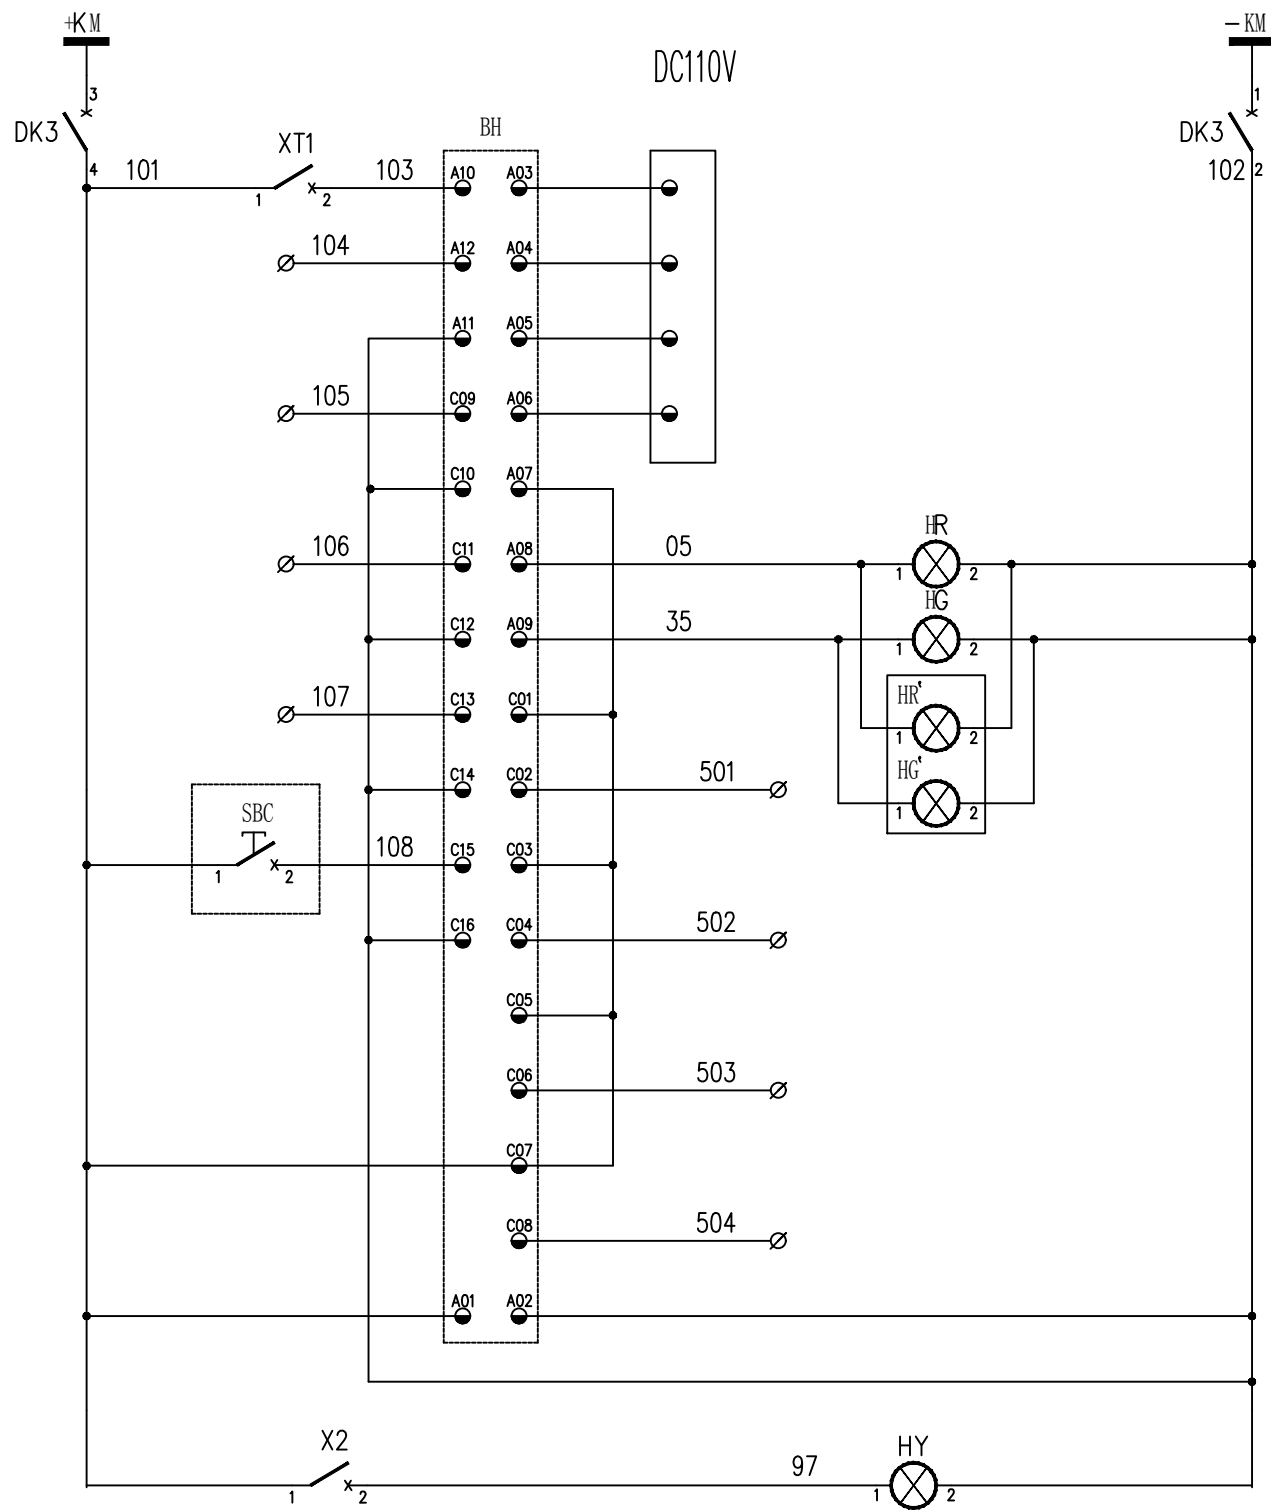 +KM
-KM
DC110V
3
1
DK3
DK3
BH
4
101
XT1
103
A10
A03
102
2
1
2
104
A12
A04
A11
A05
105
C09
A06
C10
A07
HR
106
C11
A08
05
1
2
HG
C12
A09
35
1
2
107
C13
C01
HR'
1
2
C14
C02
501
HG'
1
2
SBC
108
C15
C03
1
2
C16
C04
502
C05
C06
503
C07
C08
504
A01
A02
X2
97
HY
1
2
1
2